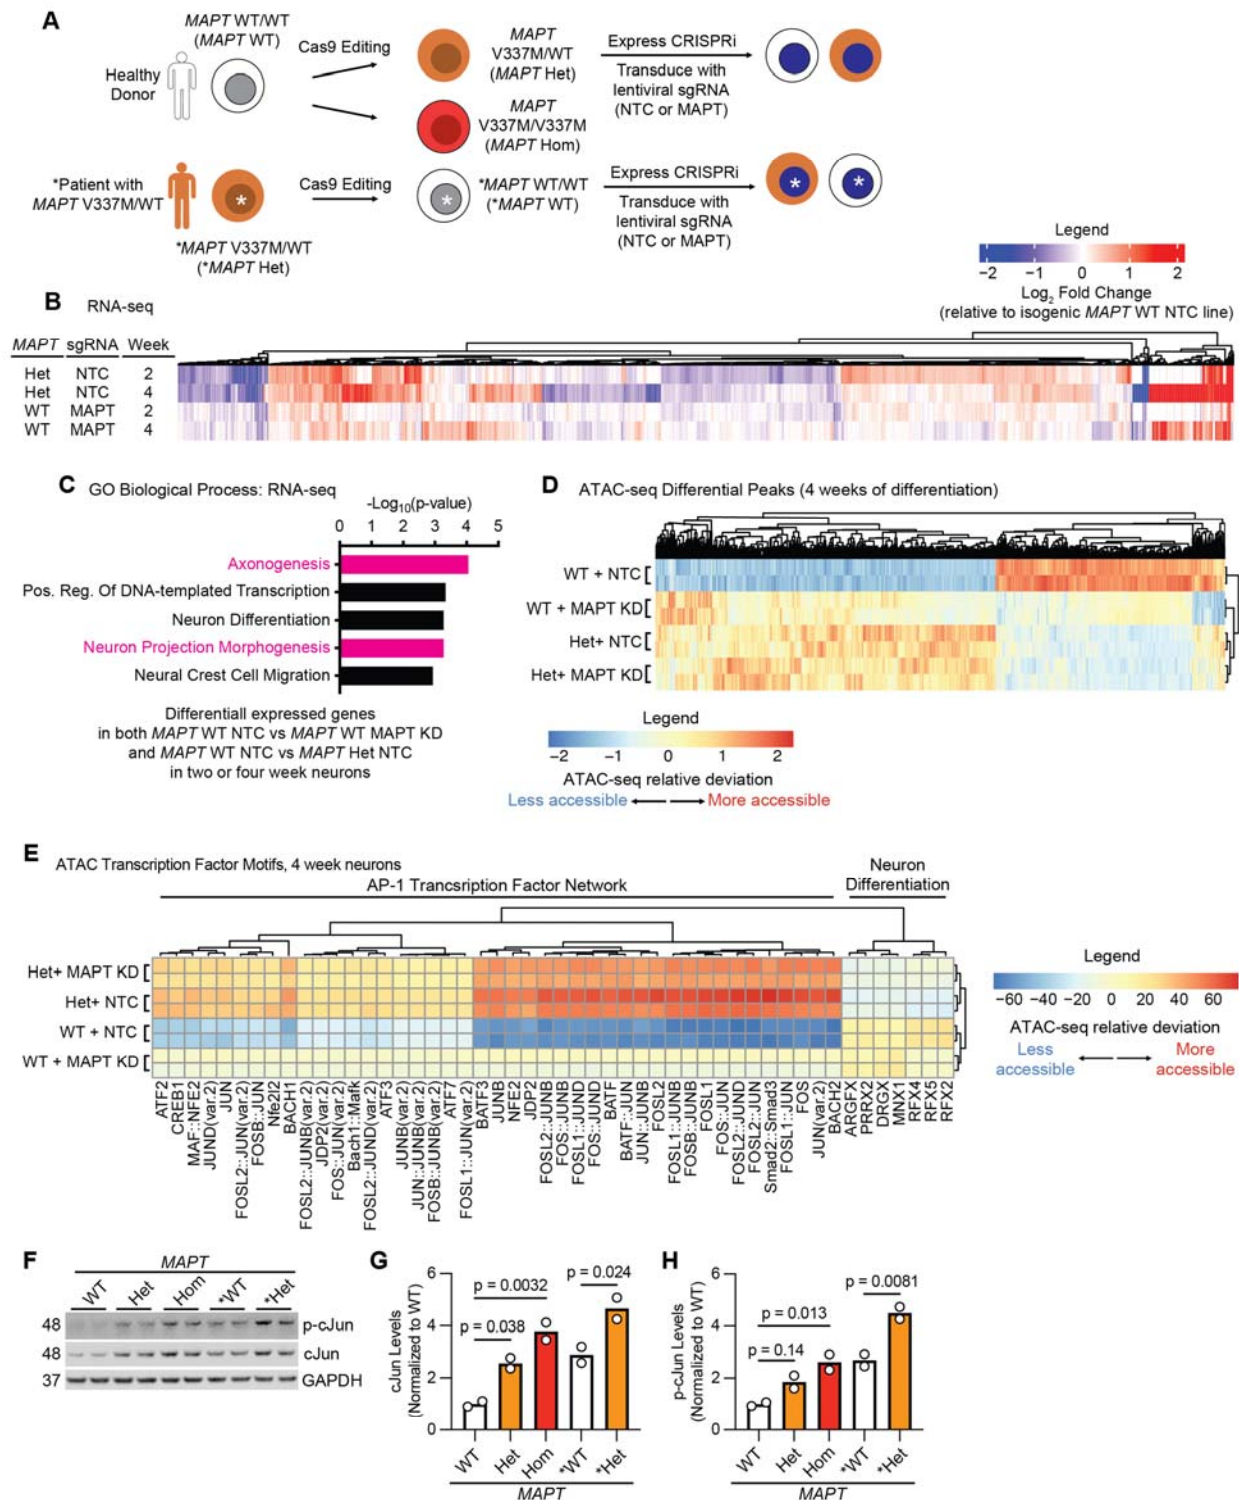 A
MAPT WT/WT
(MAPT WT)
Healthy
Donor
Cas9 Editing
MAPT
V337M/WT
(MAPT Het)
MAPT
V337M/V337M
(MAPT Hom)
Express CRISPRi
Transduce with
lentiviral sgRNA
(NTC or MAPT)
*Patient with
MAPT V337M/WT
*
*MAPT V337M/WT
(*MAPT Het)
Cas9 Editing
*
*MAPT WT/WT
(*MAPT WT)
Express CRISPRi
Transduce with
lentiviral sgRNA
(NTC or MAPT)
* *
Legend
−2 −1 0 1 2
Log2 Fold Change
(relative to isogenic MAPT WT NTC line)
B RNA-seq
MAPT sgRNA Week
Het NTC 2
Het NTC 4
WT MAPT 2
WT MAPT 4
C GO Biological Process: RNA-seq
-Log10(p-value)
0 1 2 3 4 5
Axonogenesis
Pos. Reg. Of DNA-templated Transcription
Neuron Differentiation
Neuron Projection Morphogenesis
Neural Crest Cell Migration
Differentiall expressed genes
in both MAPT WT NTC vs MAPT WT MAPT KD
and MAPT WT NTC vs MAPT Het NTC
in two or four week neurons
D ATAC-seq Differential Peaks (4 weeks of differentiation)
WT + NTC
WT + MAPT KD
Het+ NTC
Het+ MAPT KD
Legend
−2 −1 0 1 2
ATAC-seq relative deviation
Less accessible More accessible
E ATAC Transcription Factor Motifs, 4 week neurons
AP-1 Trancsription Factor Network
Neuron
Differentiation
Het+ MAPT KD
Het+ NTC
WT + NTC
WT + MAPT KD
ATF2
CREB1
MAF::NFE2
JUND(var.2)
JUN
FOSL2::JUN(var.2)
FOSB::JUN
Nfe2l2
BACH1
FOSL2::JUNB(var.2)
JDP2(var.2)
FOS::JUN(var.2)
Bach1::Mafk
FOSL2::JUND(var.2)
ATF3
JUNB(var.2)
JUN::JUNB(var.2)
FOSB::JUNB(var.2)
ATF7
FOSL1::JUN(var.2)
BATF3
JUNB
NFE2
JDP2
FOSL2::JUNB
FOS::JUNB
FOSL1::JUND
FOS::JUND
BATF
BATF::JUN
JUN::JUNB
FOSL2
FOSL1::JUNB
FOSB::JUNB
FOSL1
FOS::JUN
FOSL2::JUND
FOSL2::JUN
Smad2::Smad3
FOSL1::JUN
FOS
JUN(var.2)
BACH2
ARGFX
PRRX2
DRGX
MNX1
RFX4
RFX5
RFX2
Legend
−60 −40 −20 0 20 40 60
ATAC-seq relative deviation
Less
accessible
More
accessible
F
MAPT
WT Het Hom *WT *Het
48 p-cJun
48 cJun
37 GAPDH
G
cJun Levels
(Normalized to WT)
6
4
2
0
p = 0.0032
p = 0.038
p = 0.024
WT Het Hom *WT *Het
MAPT
H
p-cJun Levels
(Normalized to WT)
6
4
2
0
p = 0.0081
p = 0.013
p = 0.14
WT Het Hom *WT *Het
MAPT